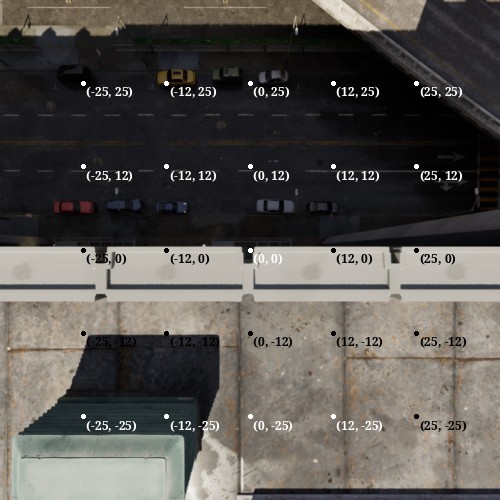 (-25, 25) (-12, 25) (0, 25) (12, 25) (25, 25)
(-25, 12) (-12, 12) (0, 12) (12, 12) (25, 12)
(-25, 0) (-12, 0) (0, 0) (12, 0) (25, 0)
(-25, -12) (-12, -12) (0, -12) (12, -12) (25, -12)
(-25, -25) (-12, -25) (0, -25) (12, -25) (25, -25)